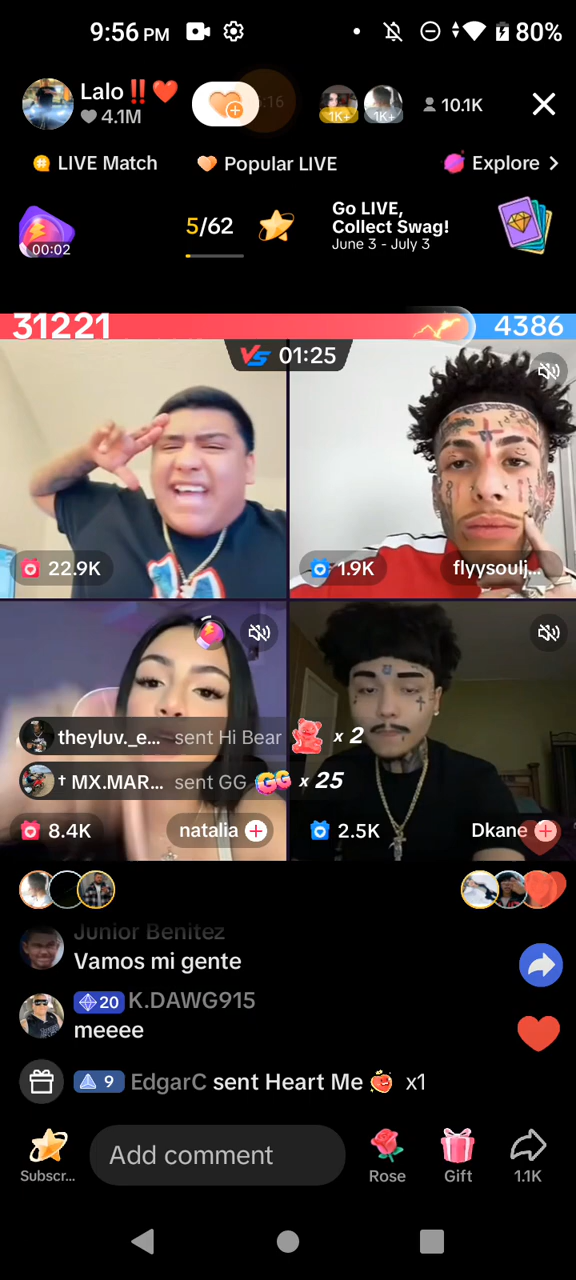 9:56 PM
80%
Lalo‼️❤️
4.1M
1K+
1K+
10.1K
LIVE Match
Popular LIVE
Explore >
00:02
5/62
Go LIVE,
Collect Swag!
June 3 - July 3
31221
4386
VS 01:25
22.9K
1.9K
flyysoulj...
theyluv._e... sent Hi Bear x 2
† MX.MAR... sent GG GG x 25
8.4K
natalia
2.5K
Dkane
Junior Benitez
Vamos mi gente
20 K.DAWG915
meeee
9 EdgarC sent Heart Me x1
Subscr...
Add comment
Rose
Gift
1.1K